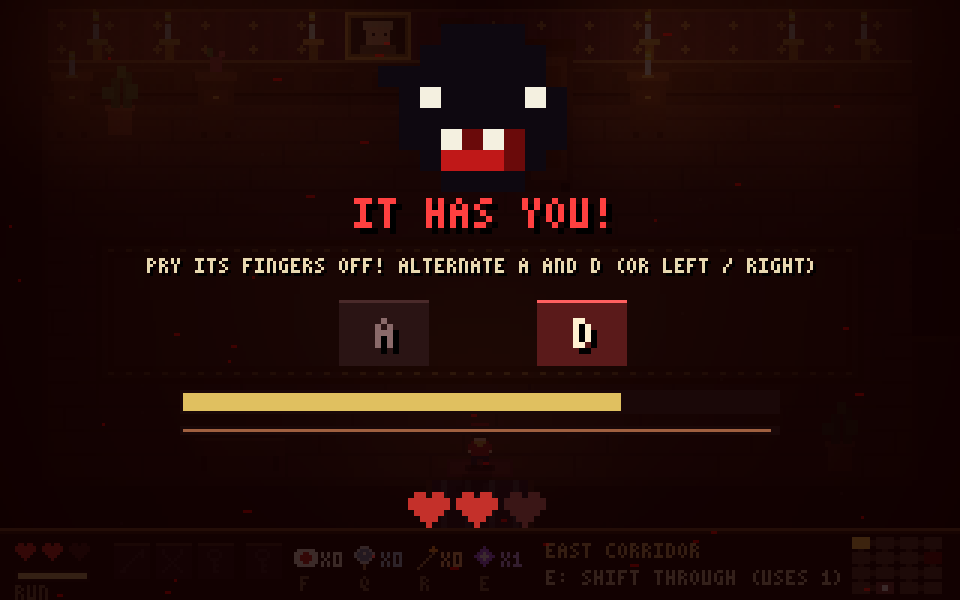 IT HAS YOU!
PRY ITS FINGERS OFF! ALTERNATE A AND D (OR LEFT / RIGHT)
A D
X0 X0 X0 X1
F Q R E
RUN
EAST CORRIDOR
E: SHIFT THROUGH (USES 1)